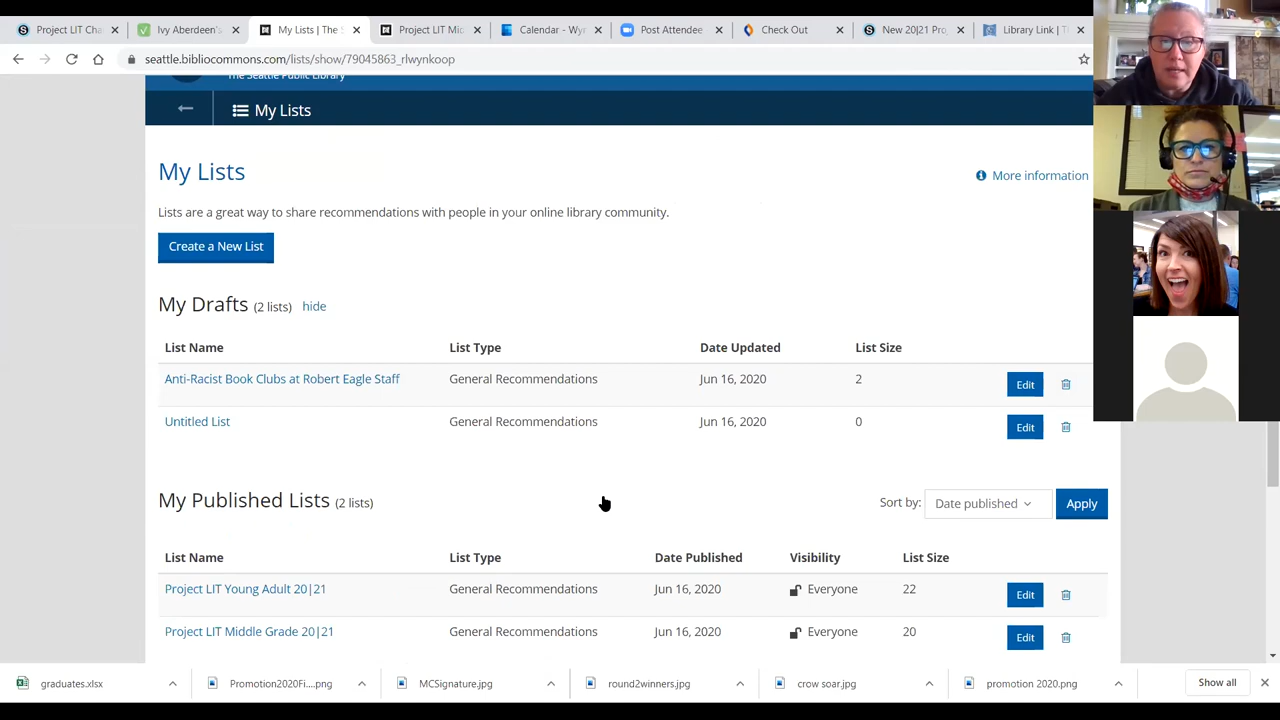 Project LIT Cha
Ivy Aberdeen's
My Lists | The S
Project LIT Mid
Calendar - Wyn
Post Attendee
Check Out
New 20|21 Proj
Library Link | Th
seattle.bibliocommons.com/lists/show/79045863_rlwynkoop
The Seattle Public Library
My Lists
My Lists
More information
Lists are a great way to share recommendations with people in your online library community.
Create a New List
My Drafts (2 lists) hide
List Name List Type Date Updated List Size
Anti-Racist Book Clubs at Robert Eagle Staff General Recommendations Jun 16, 2020 2 Edit
Untitled List General Recommendations Jun 16, 2020 0 Edit
My Published Lists (2 lists) Sort by: Date published Apply
List Name List Type Date Published Visibility List Size
Project LIT Young Adult 20|21 General Recommendations Jun 16, 2020 Everyone 22 Edit
Project LIT Middle Grade 20|21 General Recommendations Jun 16, 2020 Everyone 20 Edit
graduates.xlsx Promotion2020Fi....png MCSignature.jpg round2winners.jpg crow soar.jpg promotion 2020.png Show all